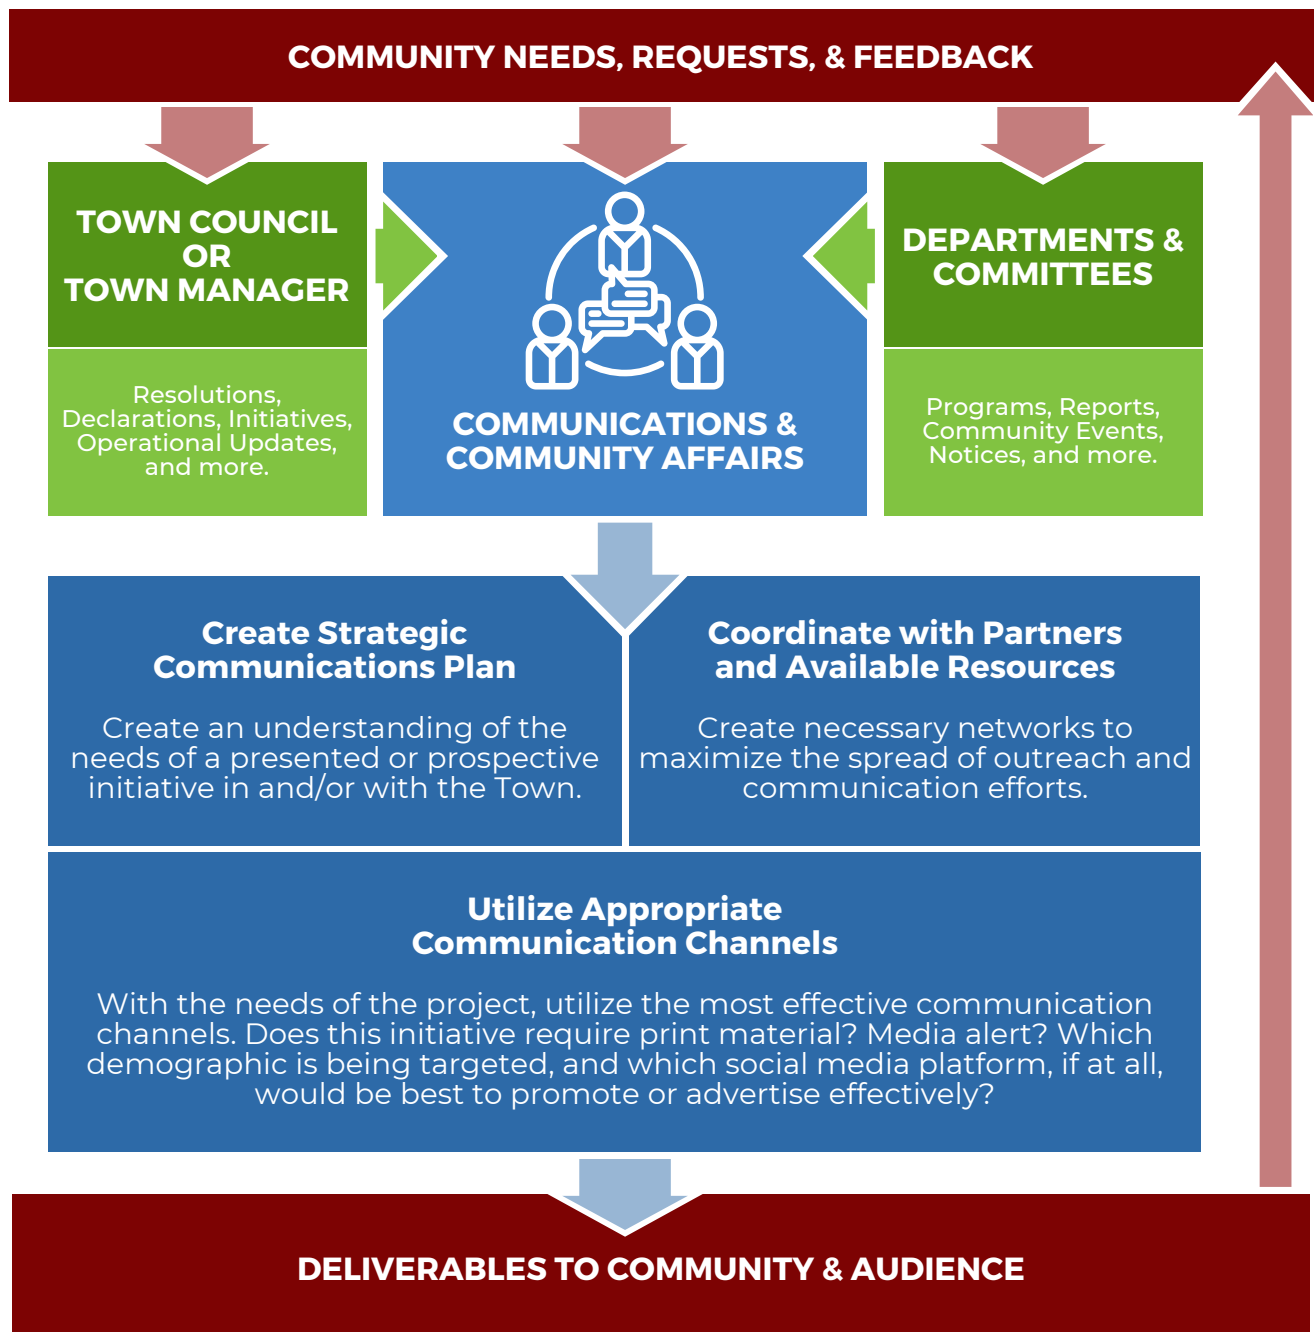 COMMUNITY NEEDS, REQUESTS, & FEEDBACK
TOWN COUNCIL
OR
TOWN MANAGER
Resolutions,
Declarations, Initiatives,
Operational Updates,
and more.
COMMUNICATIONS &
COMMUNITY AFFAIRS
DEPARTMENTS &
COMMITTEES
Programs, Reports,
Community Events,
Notices, and more.
Create Strategic
Communications Plan
Create an understanding of the
needs of a presented or prospective
initiative in and/or with the Town.
Coordinate with Partners
and Available Resources
Create necessary networks to
maximize the spread of outreach and
communication efforts.
Utilize Appropriate
Communication Channels
With the needs of the project, utilize the most effective communication
channels. Does this initiative require print material? Media alert? Which
demographic is being targeted, and which social media platform, if at all,
would be best to promote or advertise effectively?
DELIVERABLES TO COMMUNITY & AUDIENCE